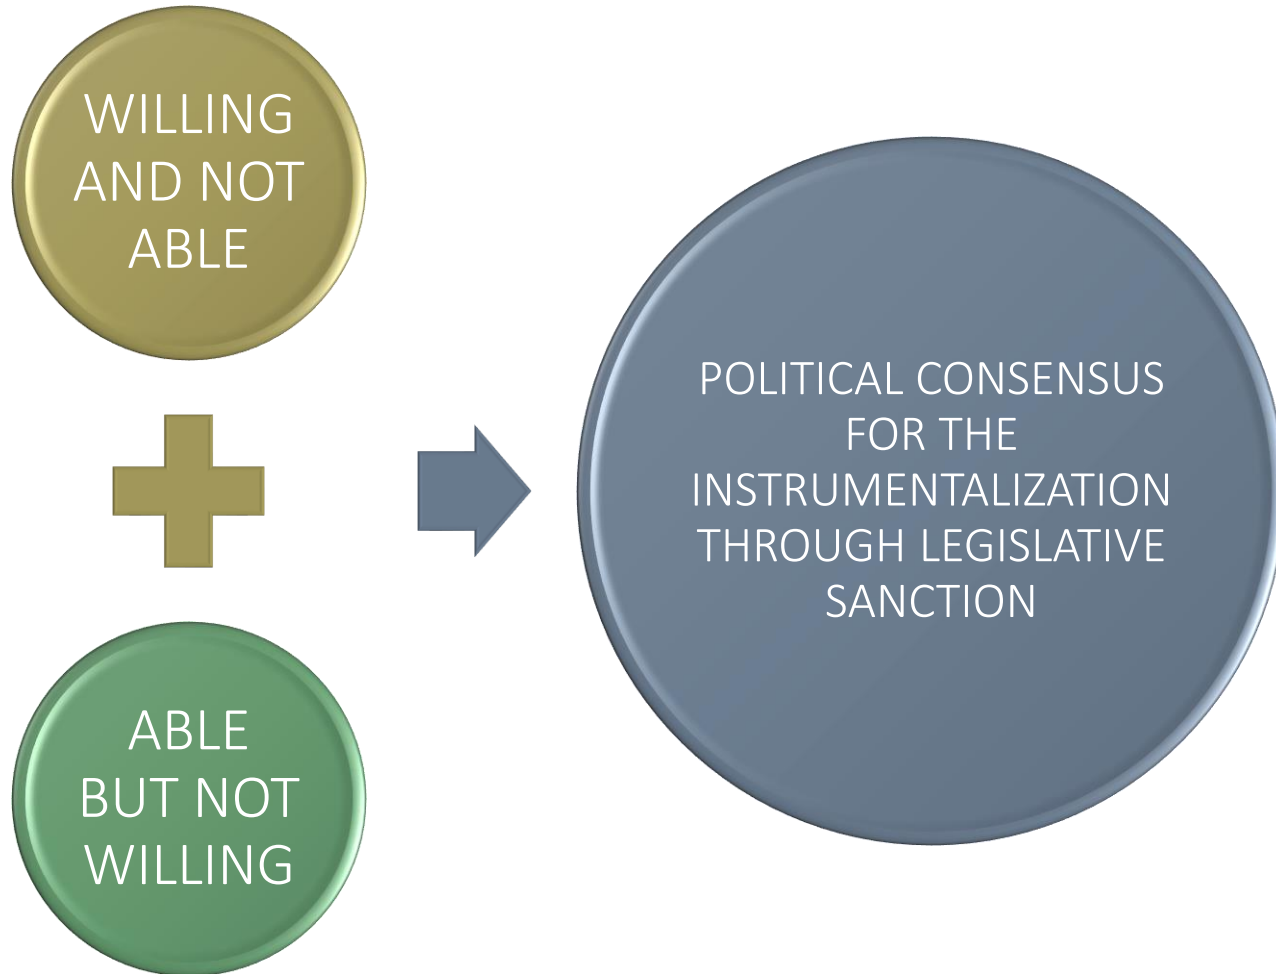 WILLING
AND NOT
ABLE
ABLE
BUT NOT
WILLING
POLITICAL CONSENSUS
FOR THE
INSTRUMENTALIZATION
THROUGH LEGISLATIVE
SANCTION